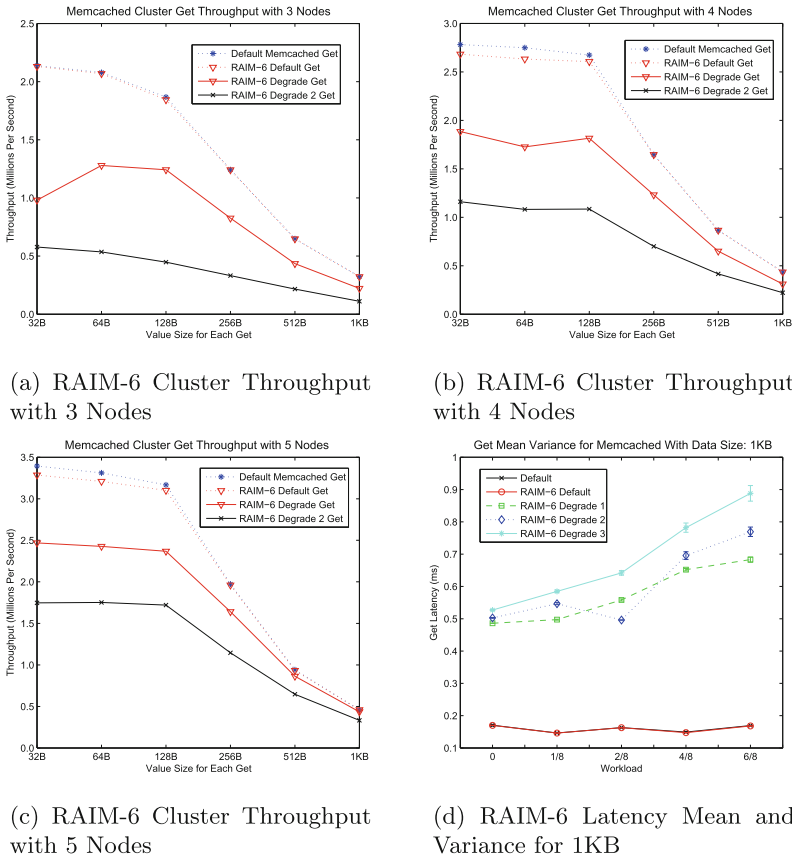 Memcached Cluster Get Throughput with 3 Nodes
2.5
2.0
1.5
1.0
0.5
0.0
Throughput (Millions Per Second)
Default Memcached Get
RAIM−6 Default Get
RAIM−6 Degrade Get
RAIM−6 Degrade 2 Get
32B 64B 128B 256B 512B 1KB
Value Size for Each Get
(a) RAIM-6 Cluster Throughput
with 3 Nodes
Memcached Cluster Get Throughput with 4 Nodes
3.0
2.5
2.0
1.5
1.0
0.5
0.0
Throughput (Millions Per Second)
Default Memcached Get
RAIM−6 Default Get
RAIM−6 Degrade Get
RAIM−6 Degrade 2 Get
32B 64B 128B 256B 512B 1KB
Value Size for Each Get
(b) RAIM-6 Cluster Throughput
with 4 Nodes
Memcached Cluster Get Throughput with 5 Nodes
3.5
3.0
2.5
2.0
1.5
1.0
0.5
0.0
Throughput (Millions Per Second)
Default Memcached Get
RAIM−6 Default Get
RAIM−6 Degrade Get
RAIM−6 Degrade 2 Get
32B 64B 128B 256B 512B 1KB
Value Size for Each Get
(c) RAIM-6 Cluster Throughput
with 5 Nodes
Get Mean Variance for Memcached With Data Size: 1KB
1
0.9
0.8
0.7
0.6
0.5
0.4
0.3
0.2
0.1
Get Latency (ms)
Default
RAIM−6 Default
RAIM−6 Degrade 1
RAIM−6 Degrade 2
RAIM−6 Degrade 3
0 1/8 2/8 4/8 6/8
Workload
(d) RAIM-6 Latency Mean and
Variance for 1KB